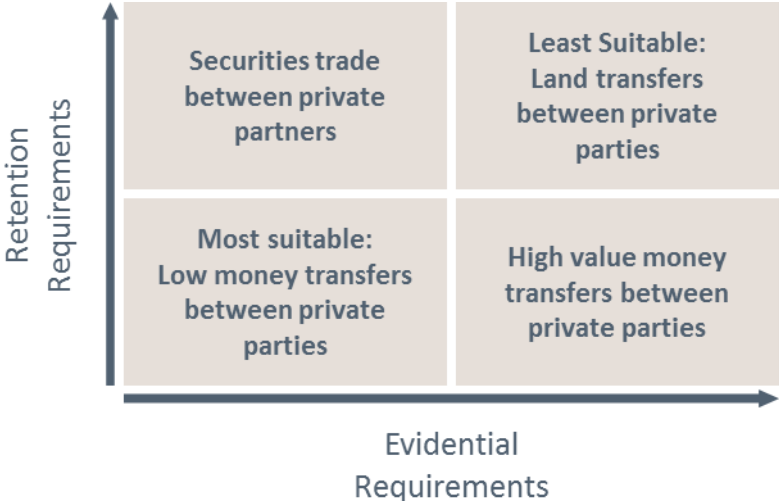 Retention
Requirements
Securities trade
between private
partners
Least Suitable:
Land transfers
between private
parties
Most suitable:
Low money transfers
between private
parties
High value money
transfers between
private parties
Evidential
Requirements